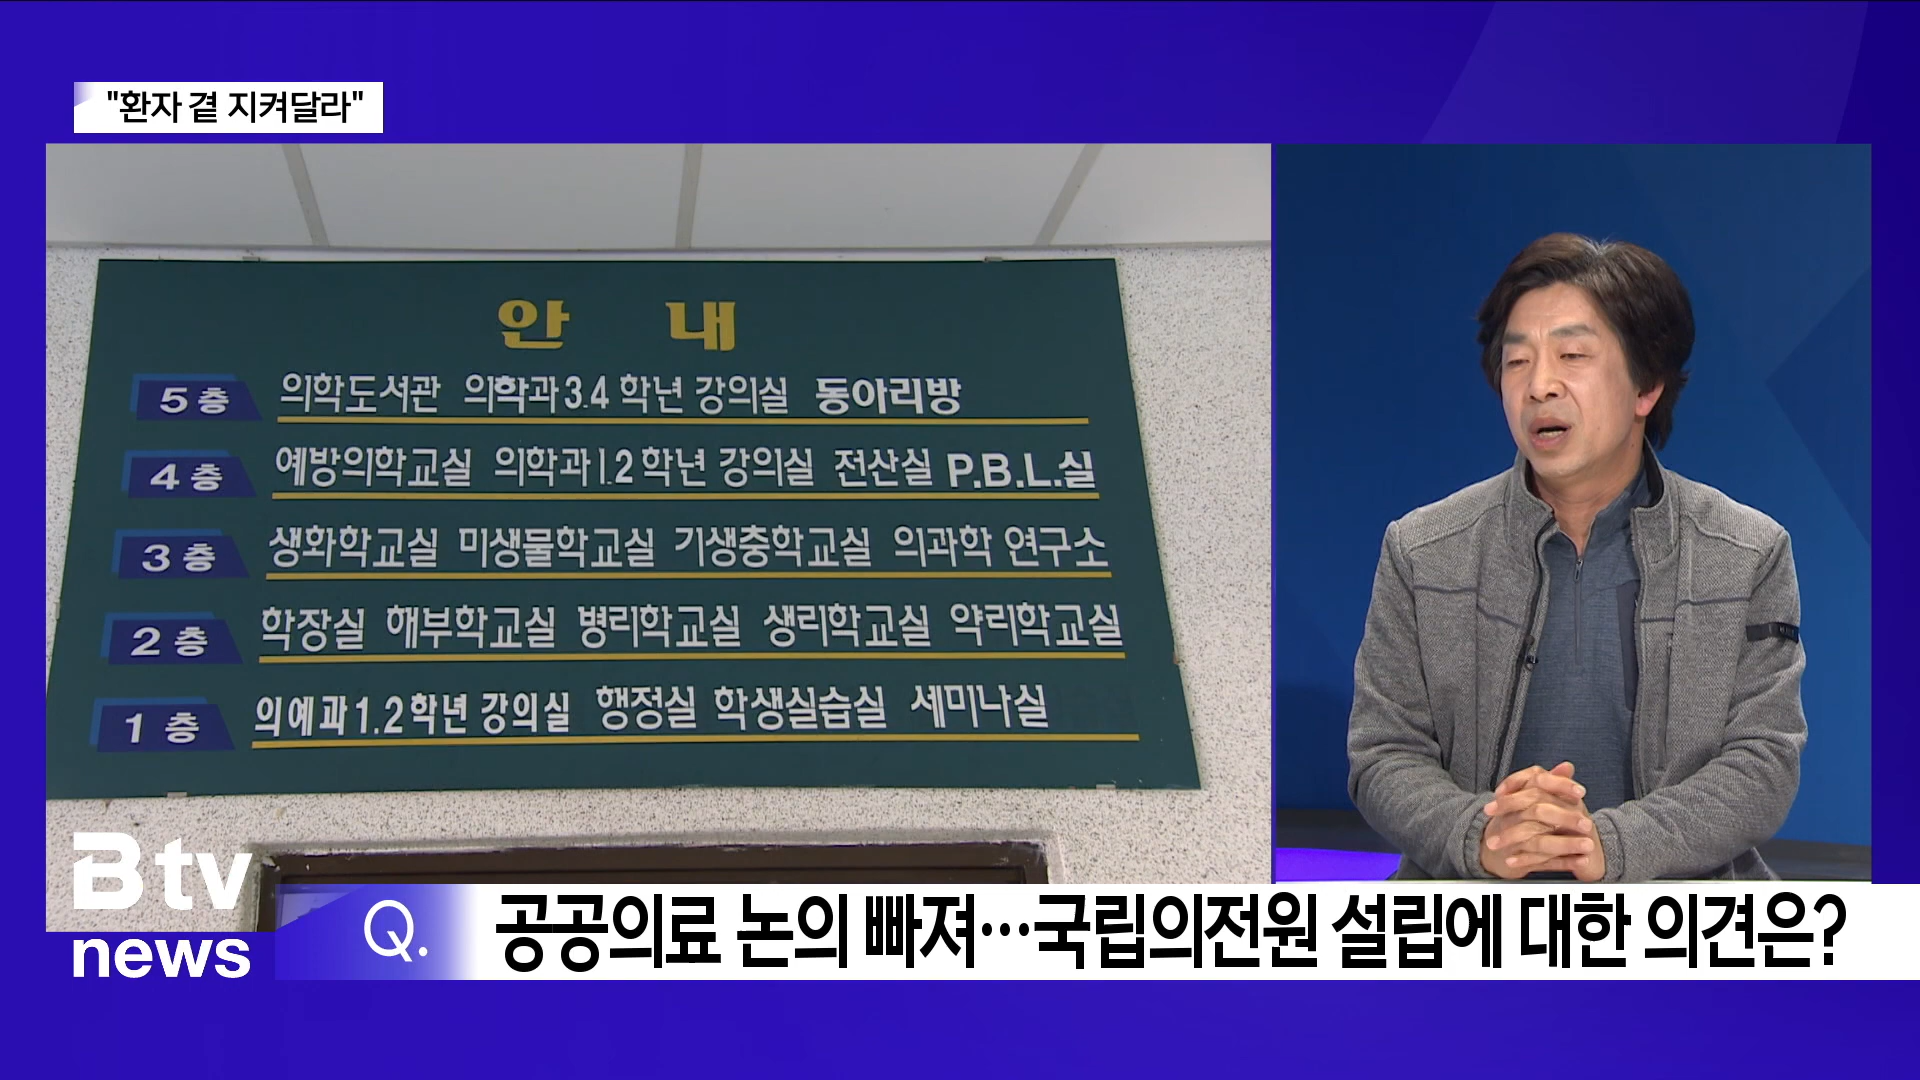 "환자 곁 지켜달라"
안 내
5층 의학도서관 의학과3.4학년 강의실 동아리방
4층 예방의학교실 의학과1.2학년 강의실 전산실 P.B.L.실
3층 생화학교실 미생물학교실 기생충학교실 의과학 연구소
2층 학장실 해부학교실 병리학교실 생리학교실 약리학교실
1층 의예과1.2학년 강의실 행정실 학생실습실 세미나실
B tv
news
Q. 공공의료 논의 빠져…국립의전원 설립에 대한 의견은?